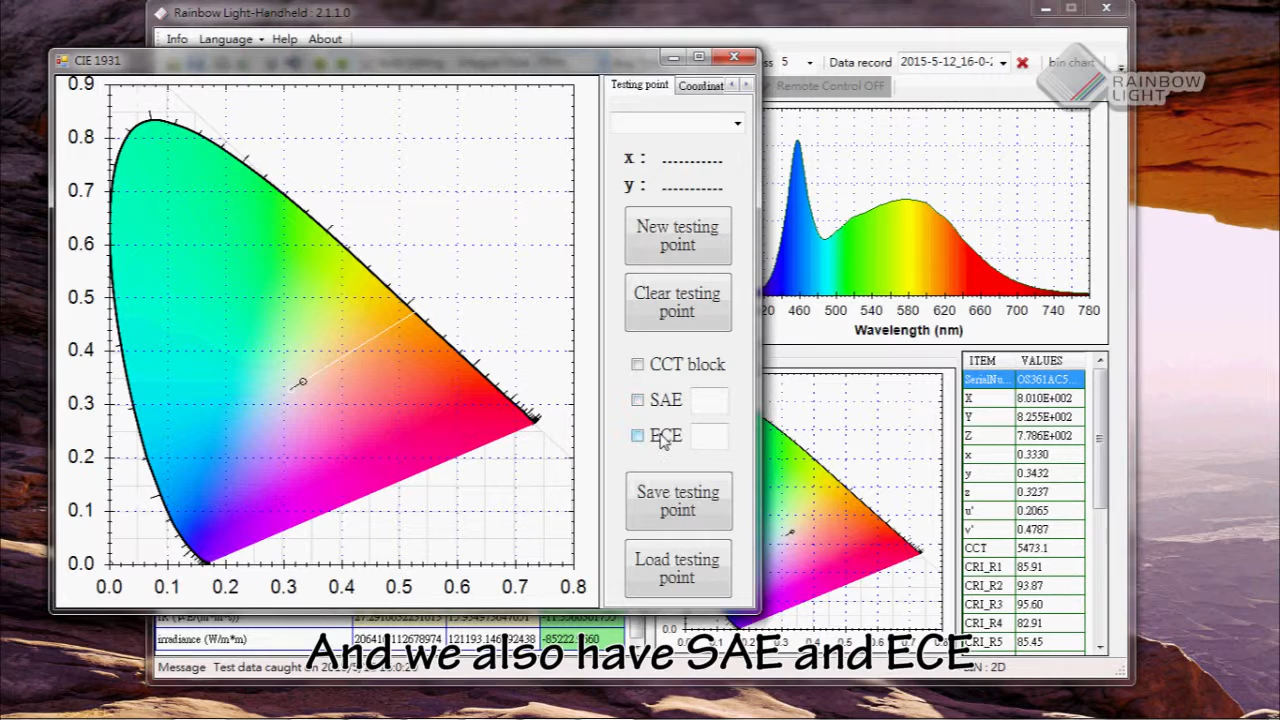 Rainbow Light-Handheld : 2.1.1.0
Info Language Help About
CIE 1931
5 Data record 2015-5-12_16-0-2 bin chart
Remote Control OFF
RAINBOW
LIGHT
Testing point Coordinat
x : -----------
y : -----------
New testing
point
Clear testing
point
CCT block
SAE
ECE
Save testing
point
Load testing
point
0.9
0.8
0.7
0.6
0.5
0.4
0.3
0.2
0.1
0.0
0.0 0.1 0.2 0.3 0.4 0.5 0.6 0.7 0.8
20 460 500 540 580 620 660 700 740 780
Wavelength (nm)
ITEM VALUES
SerialNu... OS361AC5...
X 8.010E+002
Y 8.255E+002
Z 7.786E+002
x 0.3330
y 0.3432
z 0.3237
u' 0.2065
v' 0.4787
CCT 5473.1
CRI_R1 85.91
CRI_R2 93.87
CRI_R3 95.60
CRI_R4 82.91
CRI_R5 85.45
0.0
irradiance (W/m*m)
Message Test data caught on
And we also have SAE and ECE